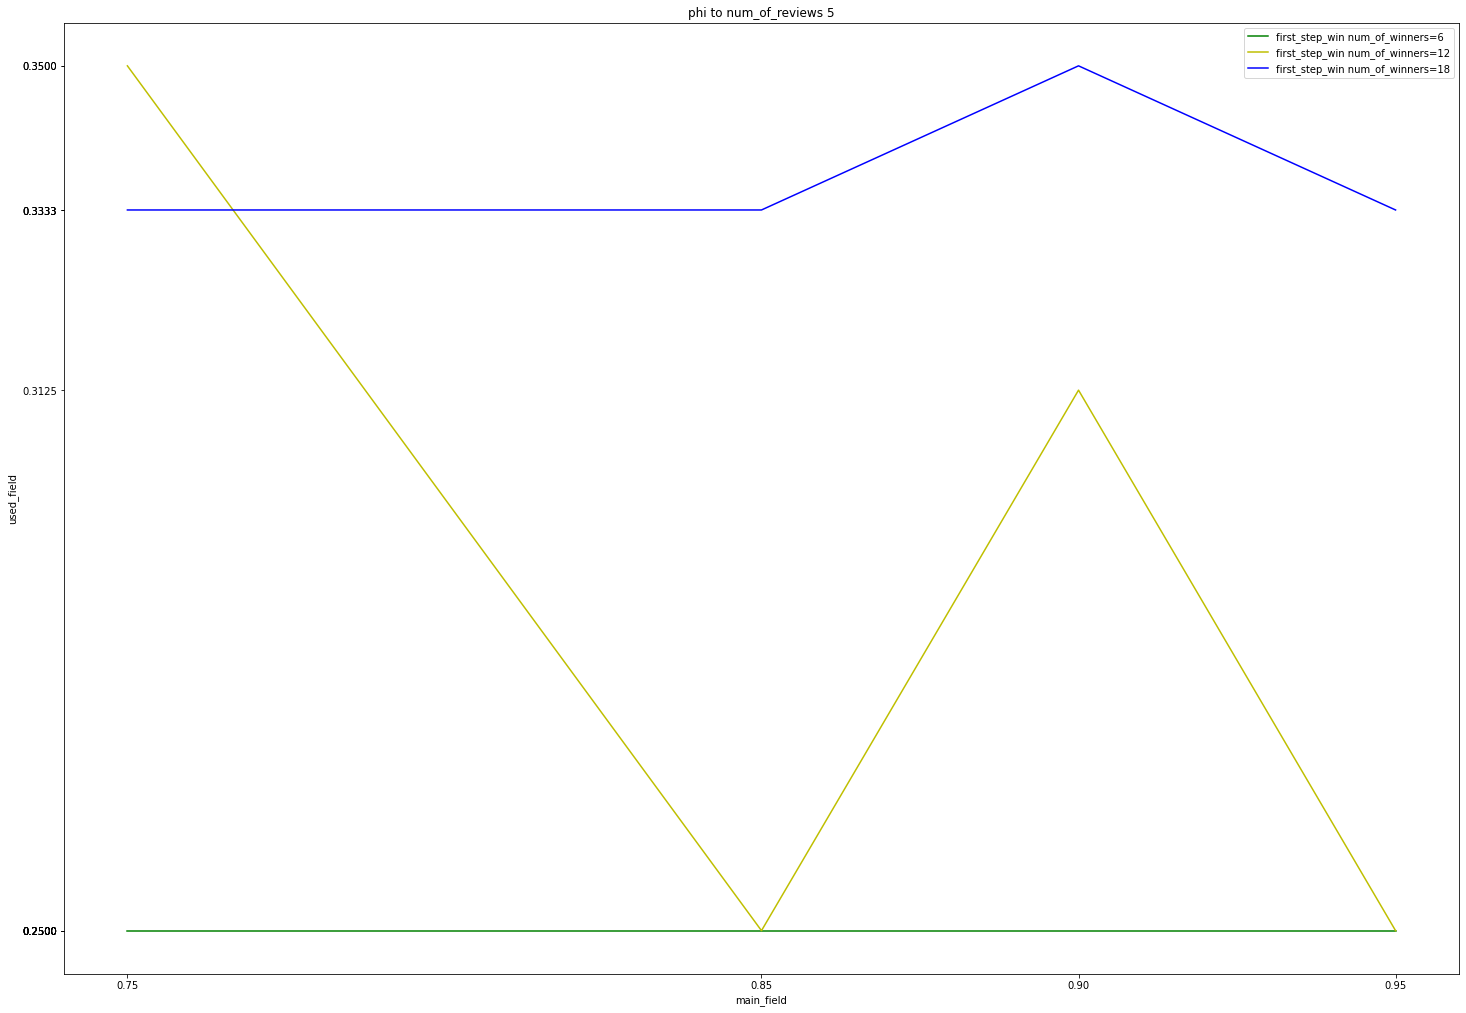 phi to num_of_reviews 5
first_step_win num_of_winners=6
first_step_win num_of_winners=12
first_step_win num_of_winners=18
0.3500
0.3333
0.3125
0.2500
used_field
0.75 0.85 0.90 0.95
main_field